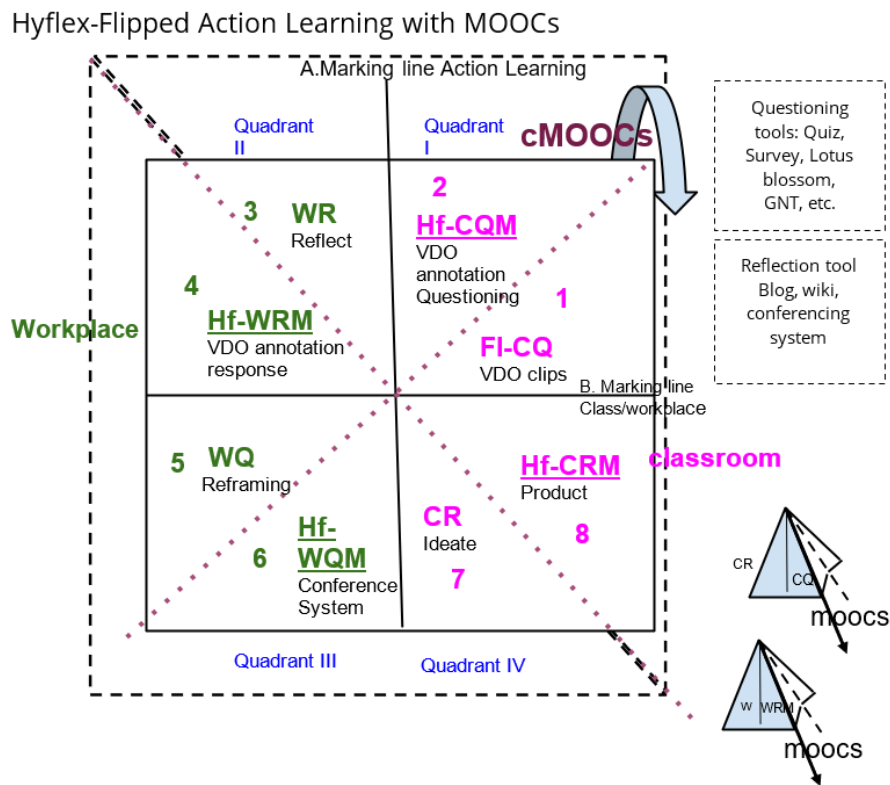 Hyflex-Flipped Action Learning with MOOCs
A.Marking line Action Learning
Quadrant
II
Quadrant
I
cMOOCs
Questioning
tools: Quiz,
Survey, Lotus
blossom,
GNT, etc.
Reflection tool
Blog, wiki,
conferencing
system
2
Hf-CQM
VDO
annotation
Questioning
3
WR
Reflect
1
FI-CQ
VDO clips
4
Hf-WRM
VDO annotation
response
Workplace
B. Marking line
Class/workplace
5
WQ
Reframing
Hf-CRM
Product
classroom
CR
Ideate
7
8
6
Hf-
WQM
Conference
System
Quadrant III
Quadrant IV
CR
CQ
moocs
W
WRM
moocs